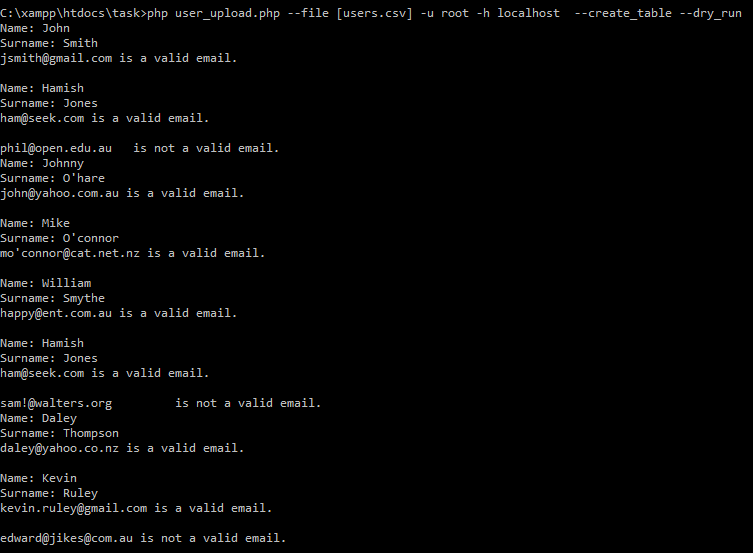 C:\xampp\htdocs\task>php user_upload.php --file [users.csv] -u root -h localhost  --create_table --dry_run
Name: John
Surname: Smith
jsmith@gmail.com is a valid email.
Name: Hamish
Surname: Jones
ham@seek.com is a valid email.
phil@open.edu.au   is not a valid email.
Name: Johnny
Surname: O'hare
john@yahoo.com.au is a valid email.
Name: Mike
Surname: O'connor
mo'connor@cat.net.nz is a valid email.
Name: William
Surname: Smythe
happy@ent.com.au is a valid email.
Name: Hamish
Surname: Jones
ham@seek.com is a valid email.
sam!@walters.org         is not a valid email.
Name: Daley
Surname: Thompson
daley@yahoo.co.nz is a valid email.
Name: Kevin
Surname: Ruley
kevin.ruley@gmail.com is a valid email.
edward@jikes@com.au is not a valid email.